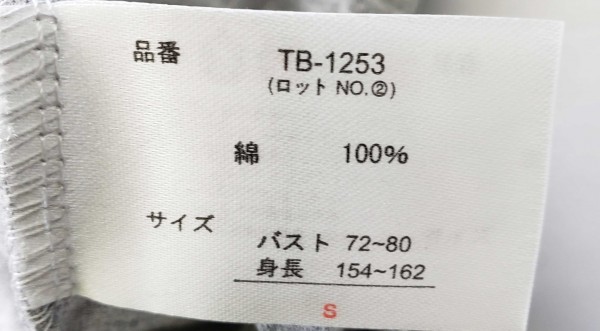 品番 TB-1253
(ロット NO.②)
綿 100%
サイズ
バスト 72~80
身長 154~162
S